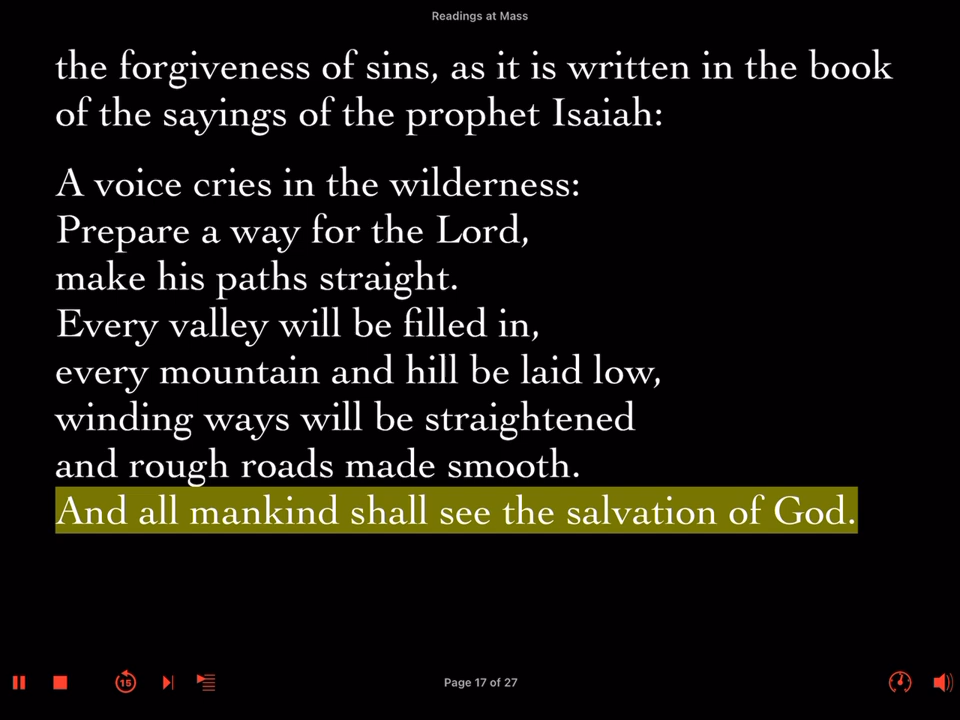 Readings at Mass
the forgiveness of sins, as it is written in the book
of the sayings of the prophet Isaiah:
A voice cries in the wilderness:
Prepare a way for the Lord,
make his paths straight.
Every valley will be filled in,
every mountain and hill be laid low,
winding ways will be straightened
and rough roads made smooth.
And all mankind shall see the salvation of God.
15
Page 17 of 27